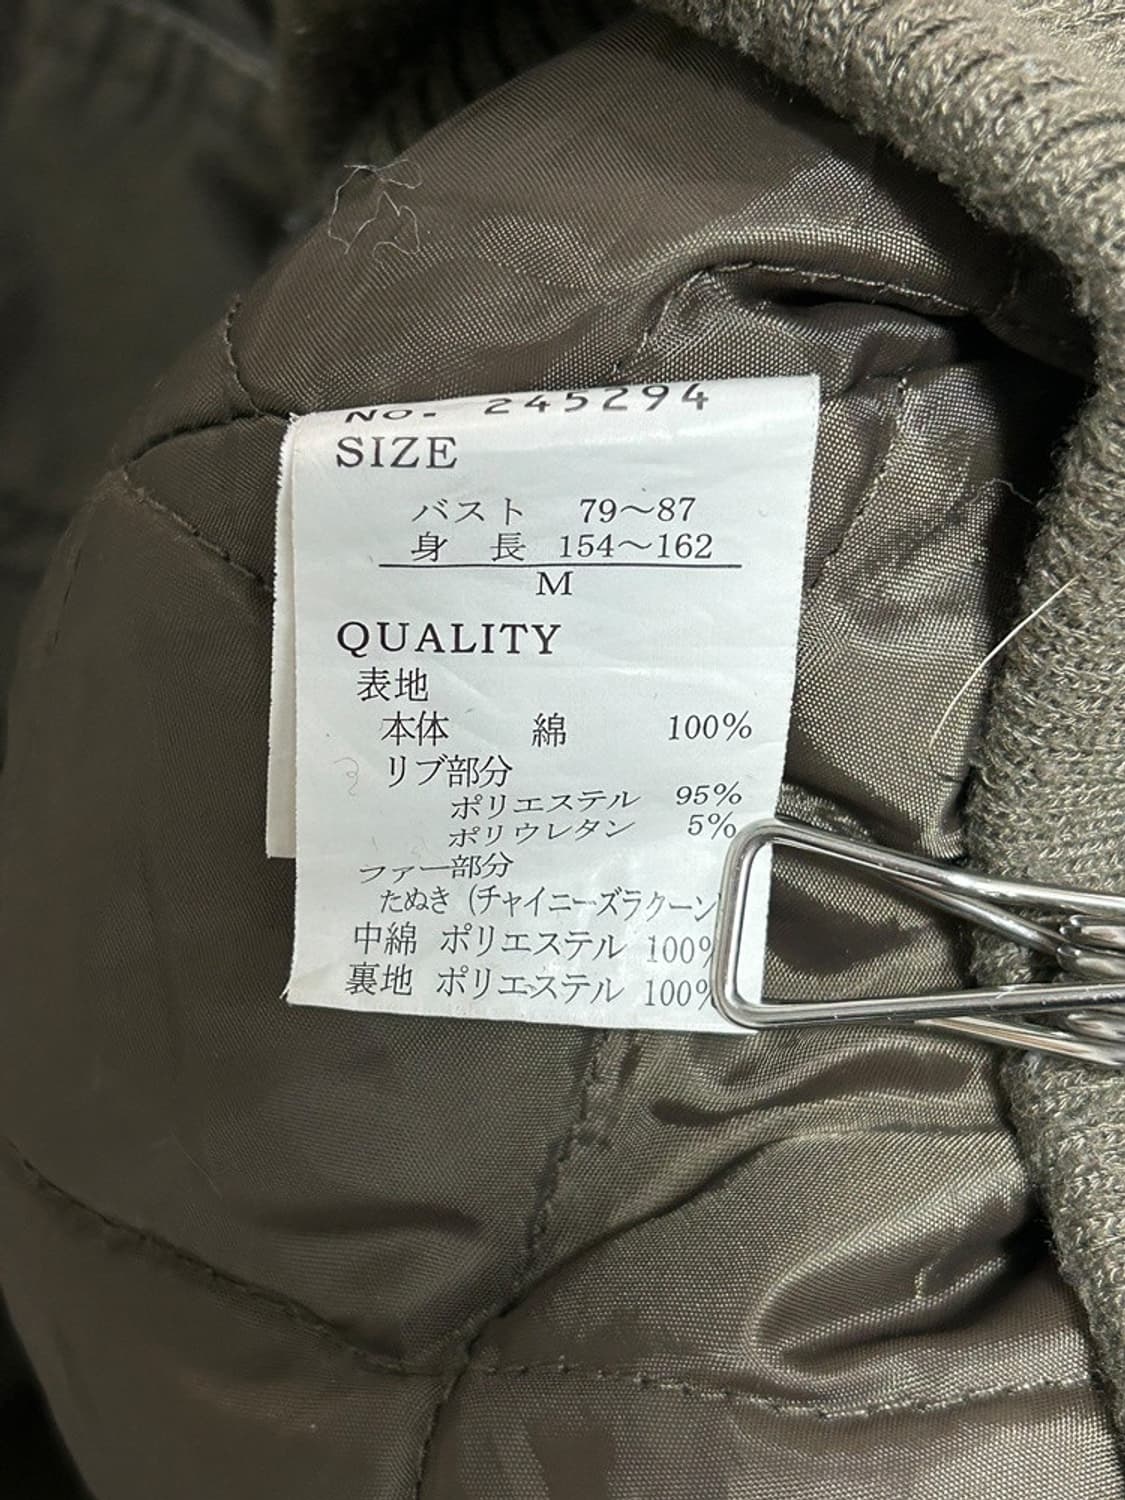 No. 245294
SIZE
バスト 79～87
身長 154～162
M
QUALITY
表地
本体 綿 100%
リブ部分
ポリエステル 95%
ポリウレタン 5%
ファー部分
たぬき(チャイニーズラクーン
中綿 ポリエステル 100%
裏地 ポリエステル 100%